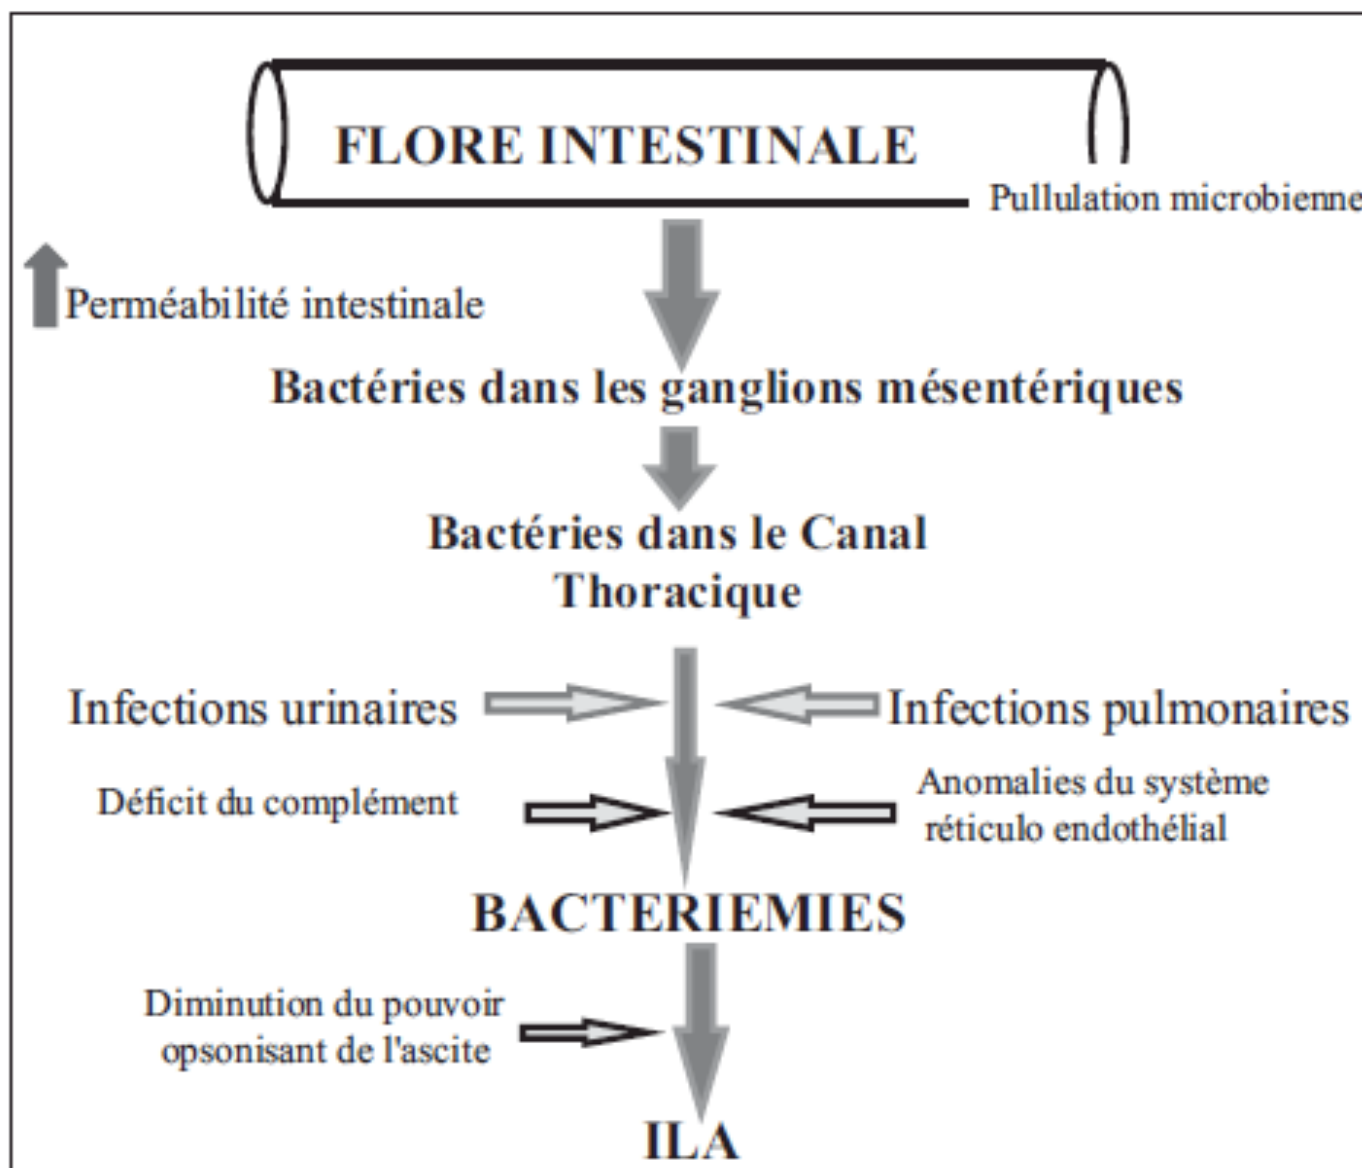 FLORE INTESTINALE
Pullulation microbienne
Perméabilité intestinale
Bactéries dans les ganglions mésentériques
Bactéries dans le Canal
Thoracique
Infections urinaires
Infections pulmonaires
Déficit du complément
Anomalies du système
réticulo endothélial
BACTERIEMIES
Diminution du pouvoir
opsonisant de l'ascite
ILA